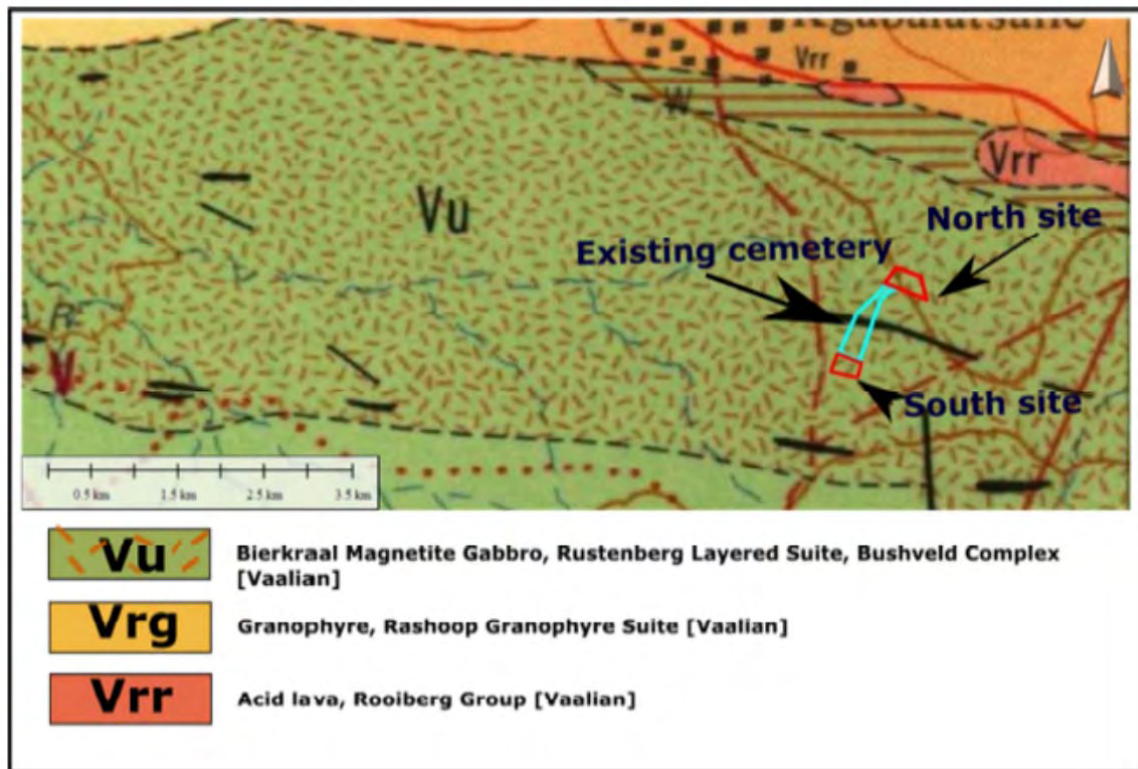 Vrr
Vrr
Vu
North site
Existing cemetery
South site
0.5 km 1.5 km 2.5 km 3.5 km
Vu Bierkraal Magnetite Gabbro, Rustenberg Layered Suite, Bushveld Complex
[Vaalian]
Vrg Granophyre, Rashoop Granophyre Suite [Vaalian]
Vrr Acid lava, Rooiberg Group [Vaalian]